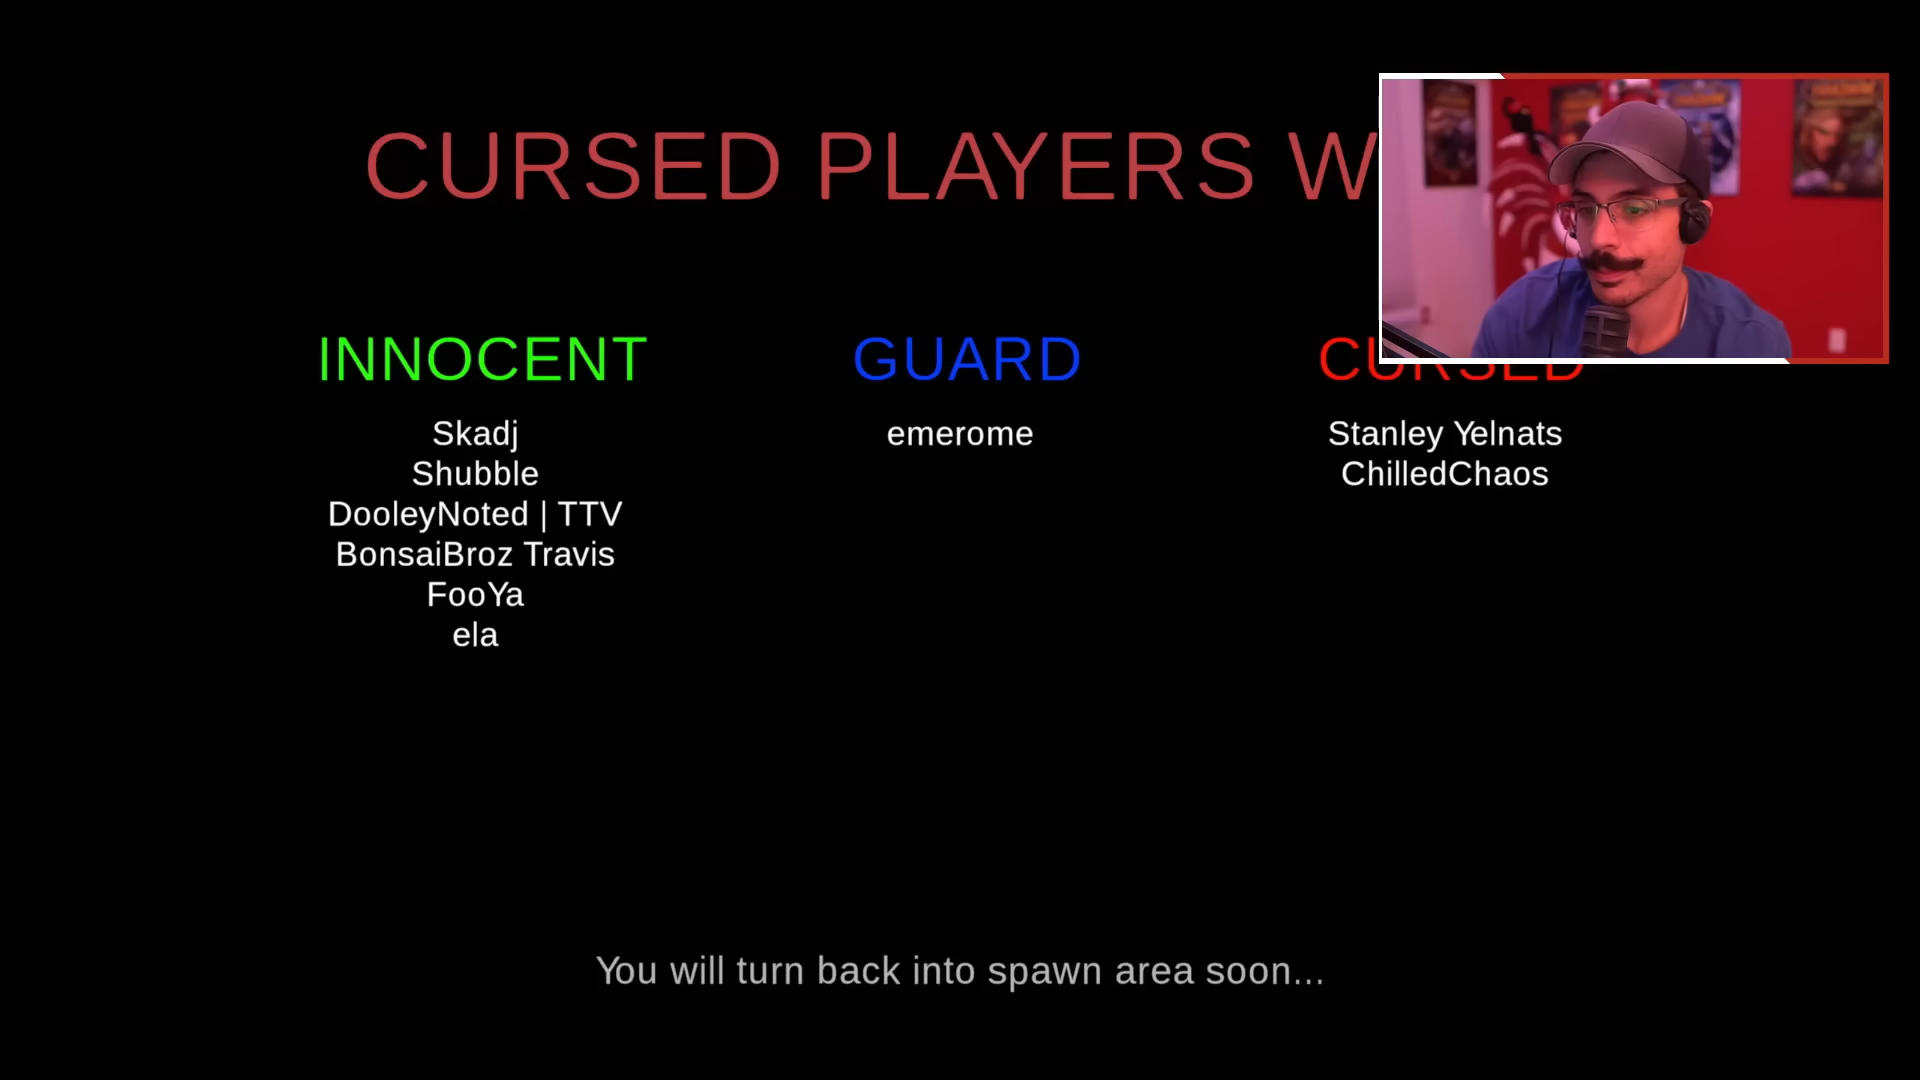 CURSED PLAYERS W
INNOCENT
GUARD
CURSED
Skadj
Shubble
DooleyNoted | TTV
BonsaiBroz Travis
FooYa
ela
emerome
Stanley Yelnats
ChilledChaos
You will turn back into spawn area soon...